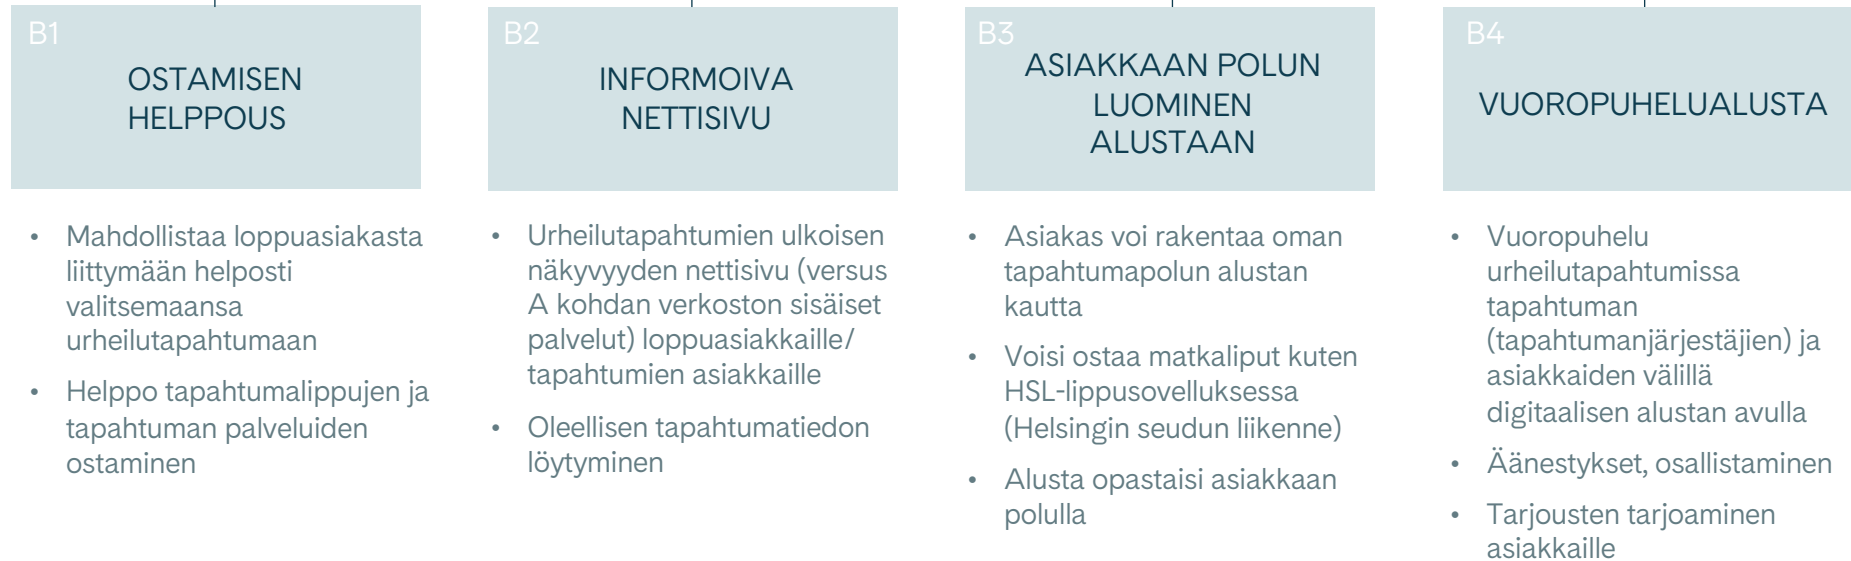 B1
OSTAMISEN
HELPPOUS
• Mahdollistaa loppuasiakasta
liittymään helposti
valitsemaansa
urheilutapahtumaan
• Helppo tapahtumalippujen ja
tapahtuman palveluiden
ostaminen
B2
INFORMOIVA
NETTISIVU
• Urheilutapahtumien ulkoisen
näkyvyyden nettisivu (versus
A kohdan verkoston sisäiset
palvelut) loppuasiakkaille/
tapahtumien asiakkaille
• Oleellisen tapahtumatiedon
löytyminen
B3
ASIAKKAAN POLUN
LUOMINEN
ALUSTAAN
• Asiakas voi rakentaa oman
tapahtumapolun alustan
kautta
• Voisi ostaa matkaliput kuten
HSL-lippusovelluksessa
(Helsingin seudun liikenne)
• Alusta opastaisi asiakkaan
polulla
B4
VUOROPUHELUALUSTA
• Vuoropuhelu
urheilutapahtumissa
tapahtuman
(tapahtumanjärjestäjien) ja
asiakkaiden välillä
digitaalisen alustan avulla
• Äänestykset, osallistaminen
• Tarjousten tarjoaminen
asiakkaille